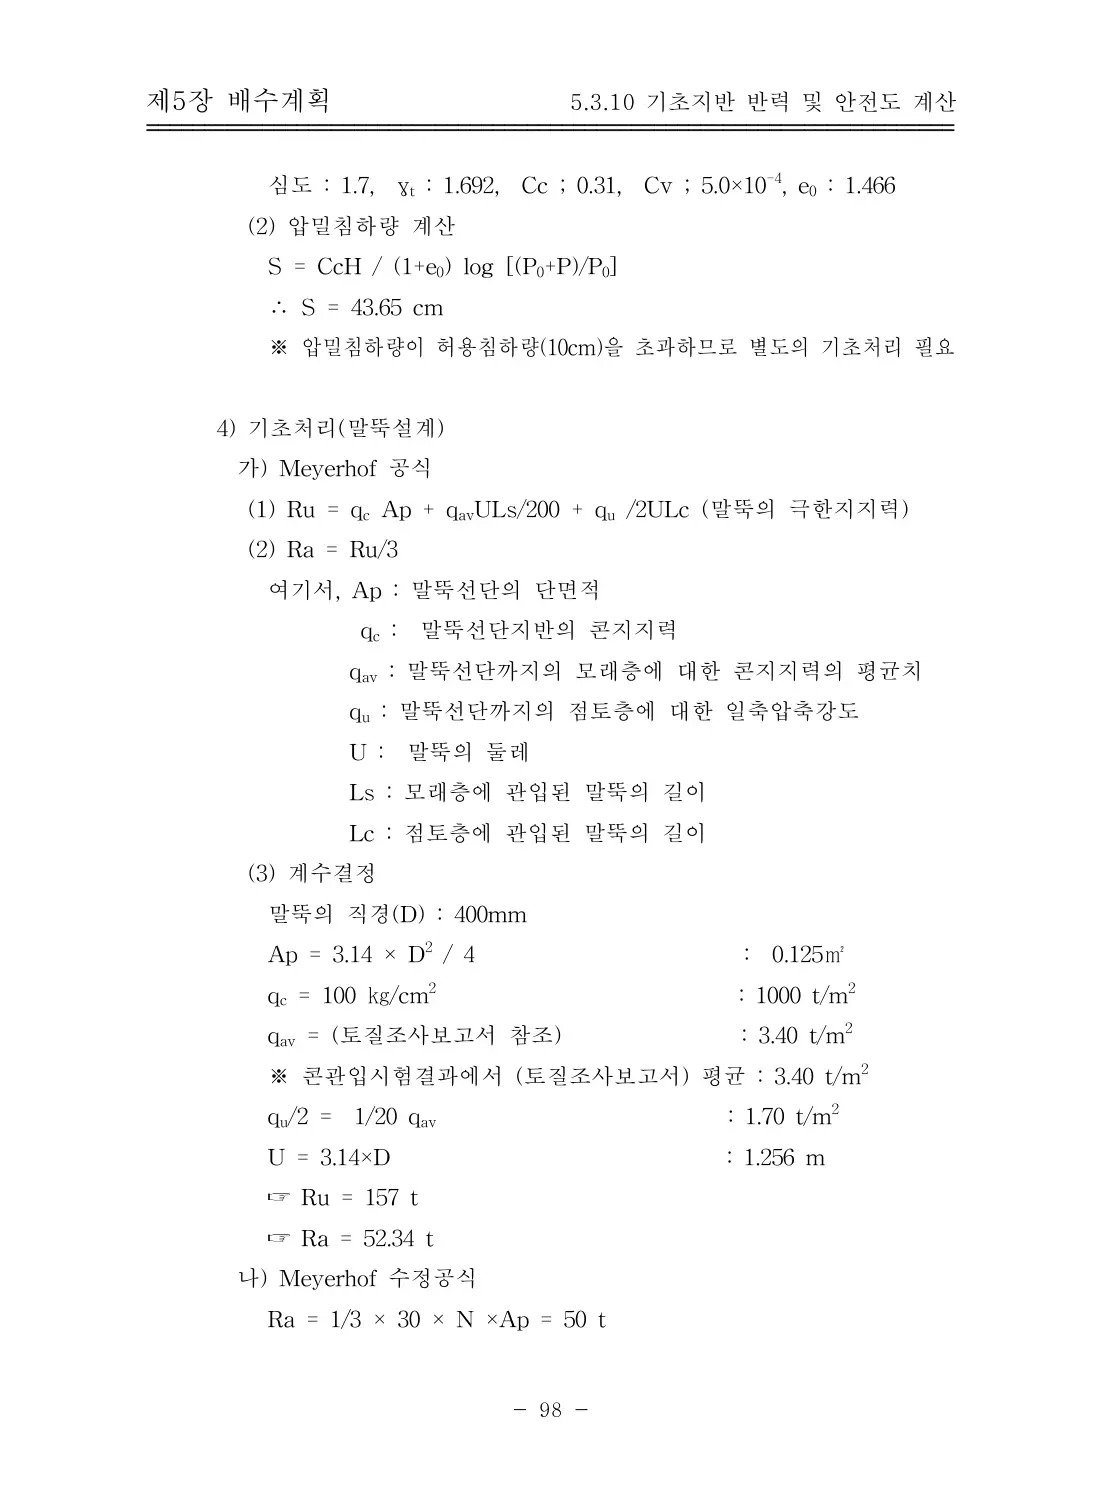 제5장 배수계획 5.3.10 기초지반 반력 및 안전도 계산
심도 : 1.7, ɣt : 1.692, Cc ; 0.31, Cv ; 5.0×10⁻⁴, e₀ : 1.466
(2) 압밀침하량 계산
S = CcH / (1+e₀) log [(P₀+P)/P₀]
∴ S = 43.65 cm
※ 압밀침하량이 허용침하량(10cm)을 초과하므로 별도의 기초처리 필요
4) 기초처리(말뚝설계)
가) Meyerhof 공식
(1) Ru = qc Ap + qavULs/200 + qu /2ULc (말뚝의 극한지지력)
(2) Ra = Ru/3
여기서, Ap : 말뚝선단의 단면적
qc : 말뚝선단지반의 콘지지력
qav : 말뚝선단까지의 모래층에 대한 콘지지력의 평균치
qu : 말뚝선단까지의 점토층에 대한 일축압축강도
U : 말뚝의 둘레
Ls : 모래층에 관입된 말뚝의 길이
Lc : 점토층에 관입된 말뚝의 길이
(3) 계수결정
말뚝의 직경(D) : 400mm
Ap = 3.14 × D² / 4 : 0.125㎡
qc = 100 ㎏/cm² : 1000 t/m²
qav = (토질조사보고서 참조) : 3.40 t/m²
※ 콘관입시험결과에서 (토질조사보고서) 평균 : 3.40 t/m²
qu/2 = 1/20 qav : 1.70 t/m²
U = 3.14×D : 1.256 m
☞ Ru = 157 t
☞ Ra = 52.34 t
나) Meyerhof 수정공식
Ra = 1/3 × 30 × N ×Ap = 50 t
- 98 -